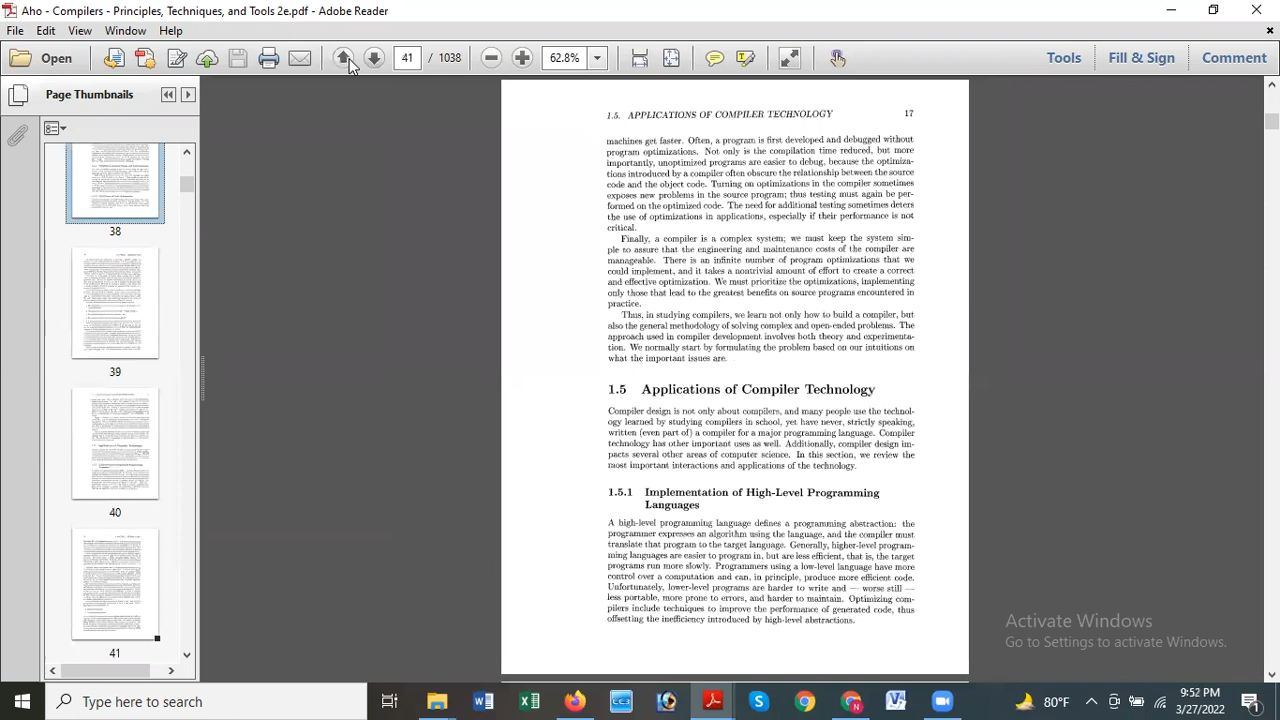 Aho - Compilers - Principles, Techniques, and Tools 2e.pdf - Adobe Reader
File Edit View Window Help
Open 41 / 1038 62.8% Tools Fill & Sign Comment
Page Thumbnails
38
39
40
41
1.5. APPLICATIONS OF COMPILER TECHNOLOGY 17
machines get faster. Often, a program is first developed and debugged without
program optimizations. Not only is the compilation time reduced, but more
importantly, unoptimized programs are easier to debug, because the optimiza-
tions introduced by a compiler often obscure the relationship between the source
code and the object code. Turning on optimizations in the compiler sometimes
exposes new problems in the source program; thus testing must again be per-
formed on the optimized code. The need for additional testing sometimes deters
the use of optimizations in applications, especially if their performance is not
critical.
Finally, a compiler is a complex system; we must keep the system sim-
ple to assure that the engineering and maintenance costs of the compiler are
manageable. There is an infinite number of program optimizations that we
could implement, and it takes a nontrivial amount of effort to create a correct
and effective optimization. We must prioritize the optimizations, implementing
only those that lead to the greatest benefits on source programs encountered in
practice.
Thus, in studying compilers, we learn not only how to build a compiler, but
also the general methodology of solving complex and open-ended problems. The
approach used in compiler development involves both theory and experimenta-
tion. We normally start by formulating the problem based on our intuitions on
what the important issues are.
1.5 Applications of Compiler Technology
Compiler design is not only about compilers, and many people use the technol-
ogy learned by studying compilers in school, yet have never, strictly speaking,
written (even part of) a compiler for a major programming language. Compiler
technology has other important uses as well. Additionally, compiler design im-
pacts several other areas of computer science. In this section, we review the
most important interactions and applications of the technology.
1.5.1 Implementation of High-Level Programming
Languages
A high-level programming language defines a programming abstraction: the
programmer expresses an algorithm using the language, and the compiler must
translate that program to the target language. Generally, higher-level program-
ming languages are easier to program in, but are less efficient, that is, the target
programs run more slowly. Programmers using a low-level language have more
control over a computation and can, in principle, produce more efficient code.
Unfortunately, lower-level programs are harder to write and — worse still —
less portable, more prone to errors, and harder to maintain. Optimizing com-
pilers include techniques to improve the performance of generated code, thus
offsetting the inefficiency introduced by high-level abstractions.
Activate Windows
Go to Settings to activate Windows.
Type here to search
80°F
9:52 PM
3/27/2022